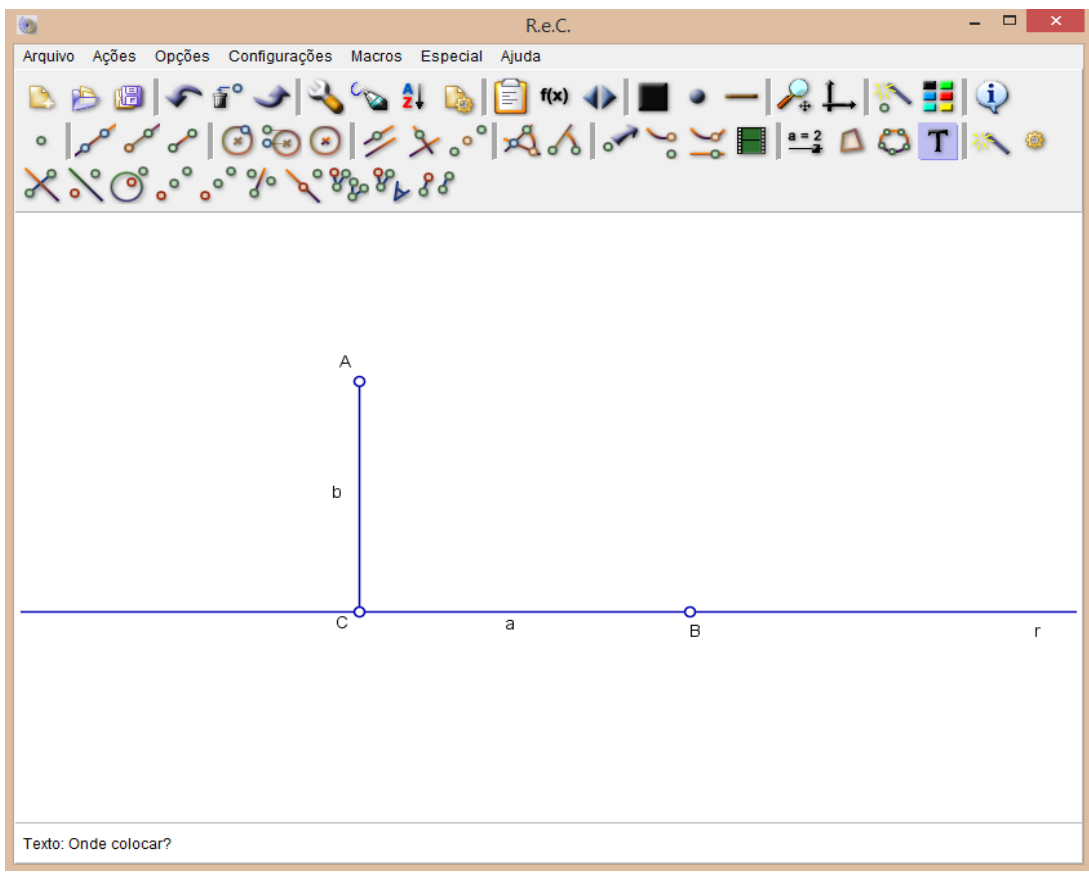 R.e.C.
Arquivo Ações Opções Configurações Macros Especial Ajuda
A Z f(x) i
a = 2 T
A
b
C a B r
Texto: Onde colocar?